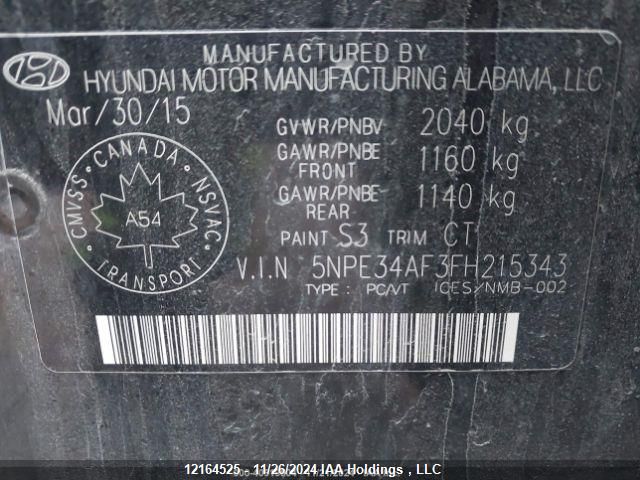 MANUFACTURED BY
HYUNDAI MOTOR MANUFACTURING ALABAMA, LLC
Mar/30/15
GVWR/PNBV 2040 kg
GAWR/PNBE FRONT 1160 kg
GAWR/PNBE REAR 1140 kg
PAINT S3 TRIM CT
CANADA
CMVSS NSVAC
A54
TRANSPORT
V.I.N 5NPE34AF3FH215343
TYPE : PC/VT ICES/NMB-002
12164525 - 11/26/2024 IAA Holdings , LLC